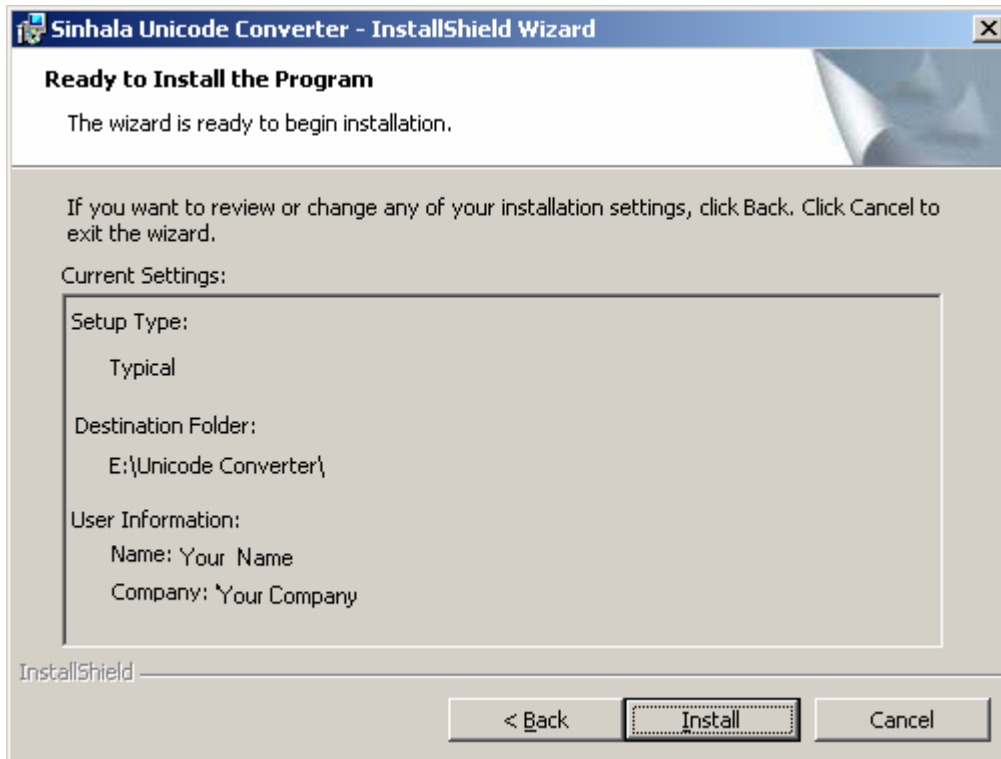 Sinhala Unicode Converter - InstallShield Wizard
Ready to Install the Program
The wizard is ready to begin installation.
If you want to review or change any of your installation settings, click Back. Click Cancel to
exit the wizard.
Current Settings:
Setup Type:
Typical
Destination Folder:
E:\Unicode Converter\
User Information:
Name: Your Name
Company: Your Company
InstallShield
< Back
Install
Cancel